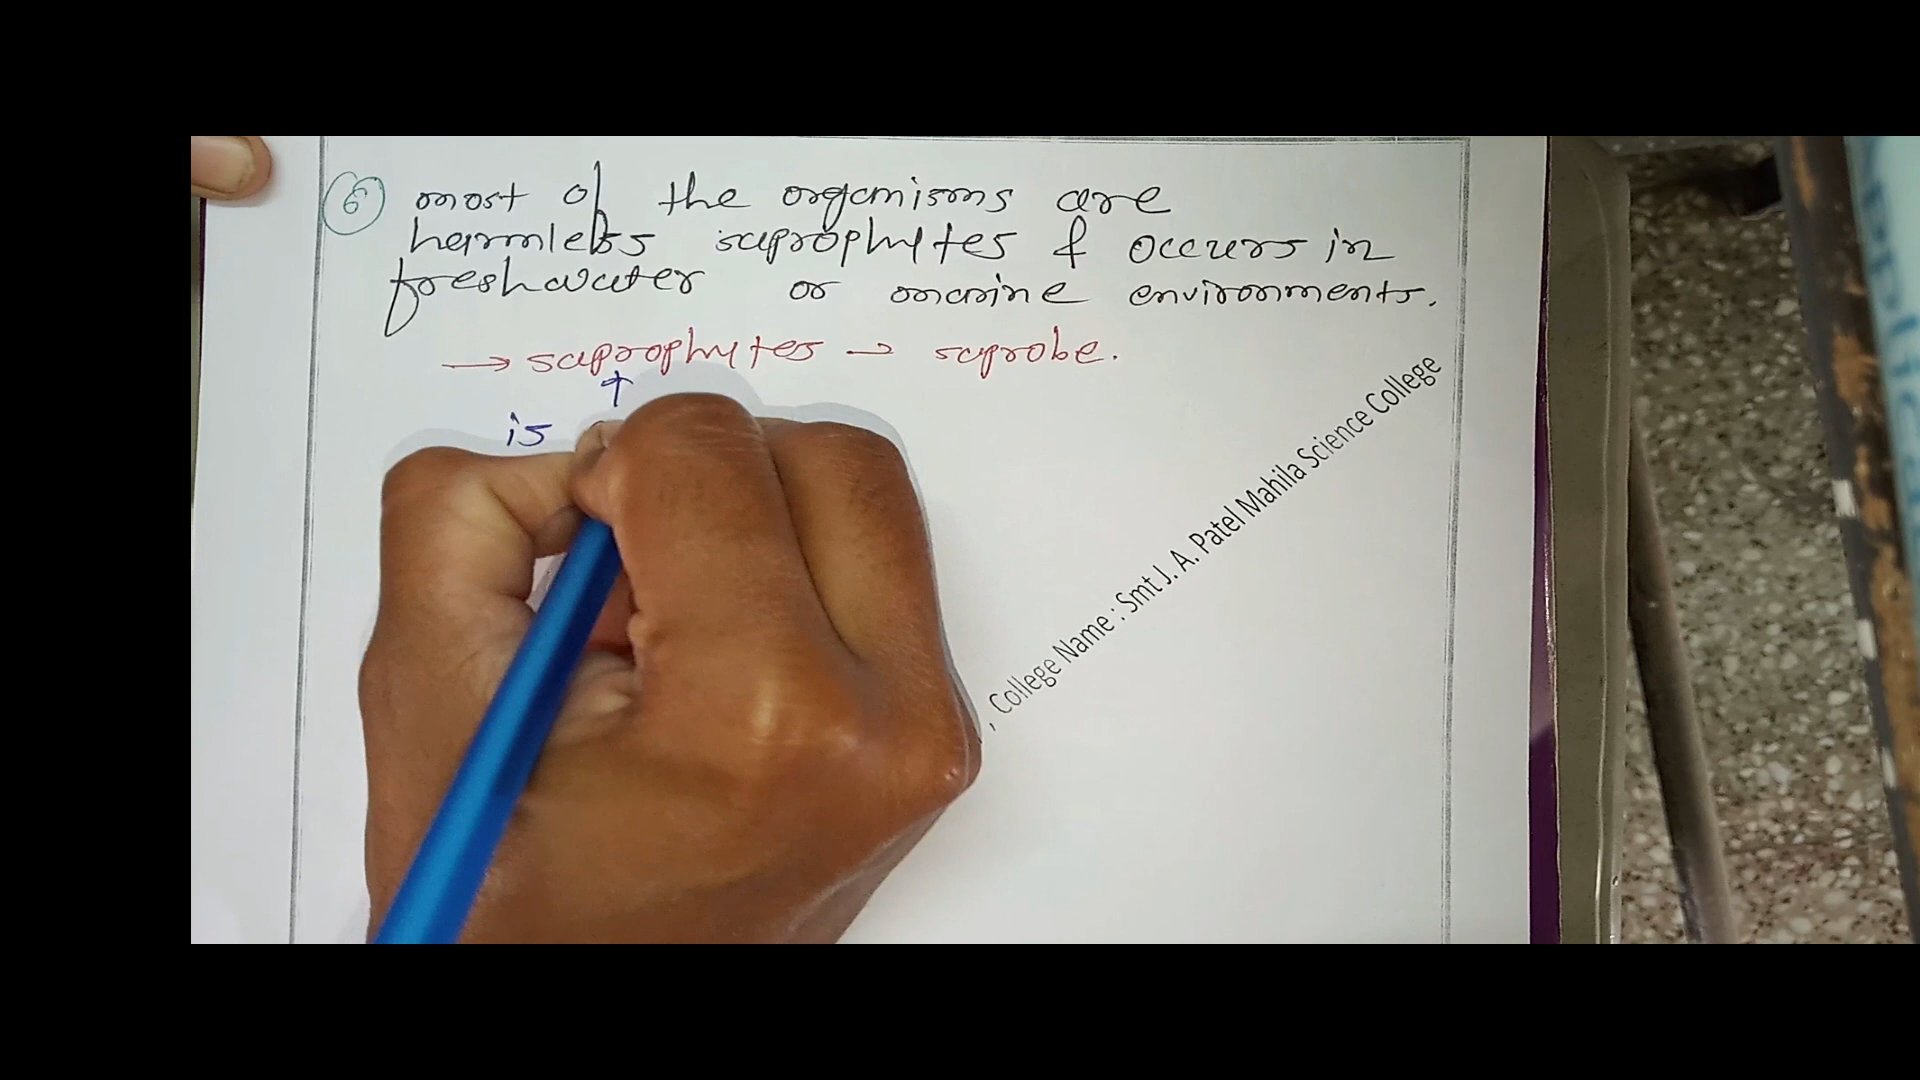 6 most of the organisms are
harmless saprophytes & occurs in
freshwater or marine environments.
→ saprophytes → saprobe.
↑
is
, College Name : Smt J. A. Patel Mahila Science College